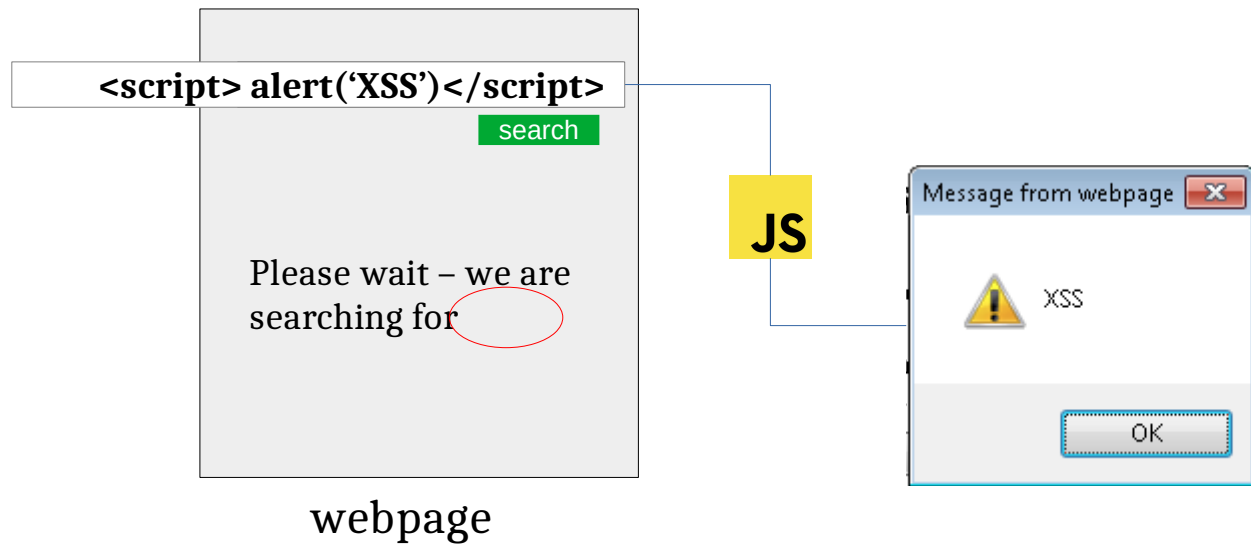 <script> alert(‘XSS’)</script>
search
JS
Message from webpage
XSS
Please wait – we are
searching for
OK
webpage